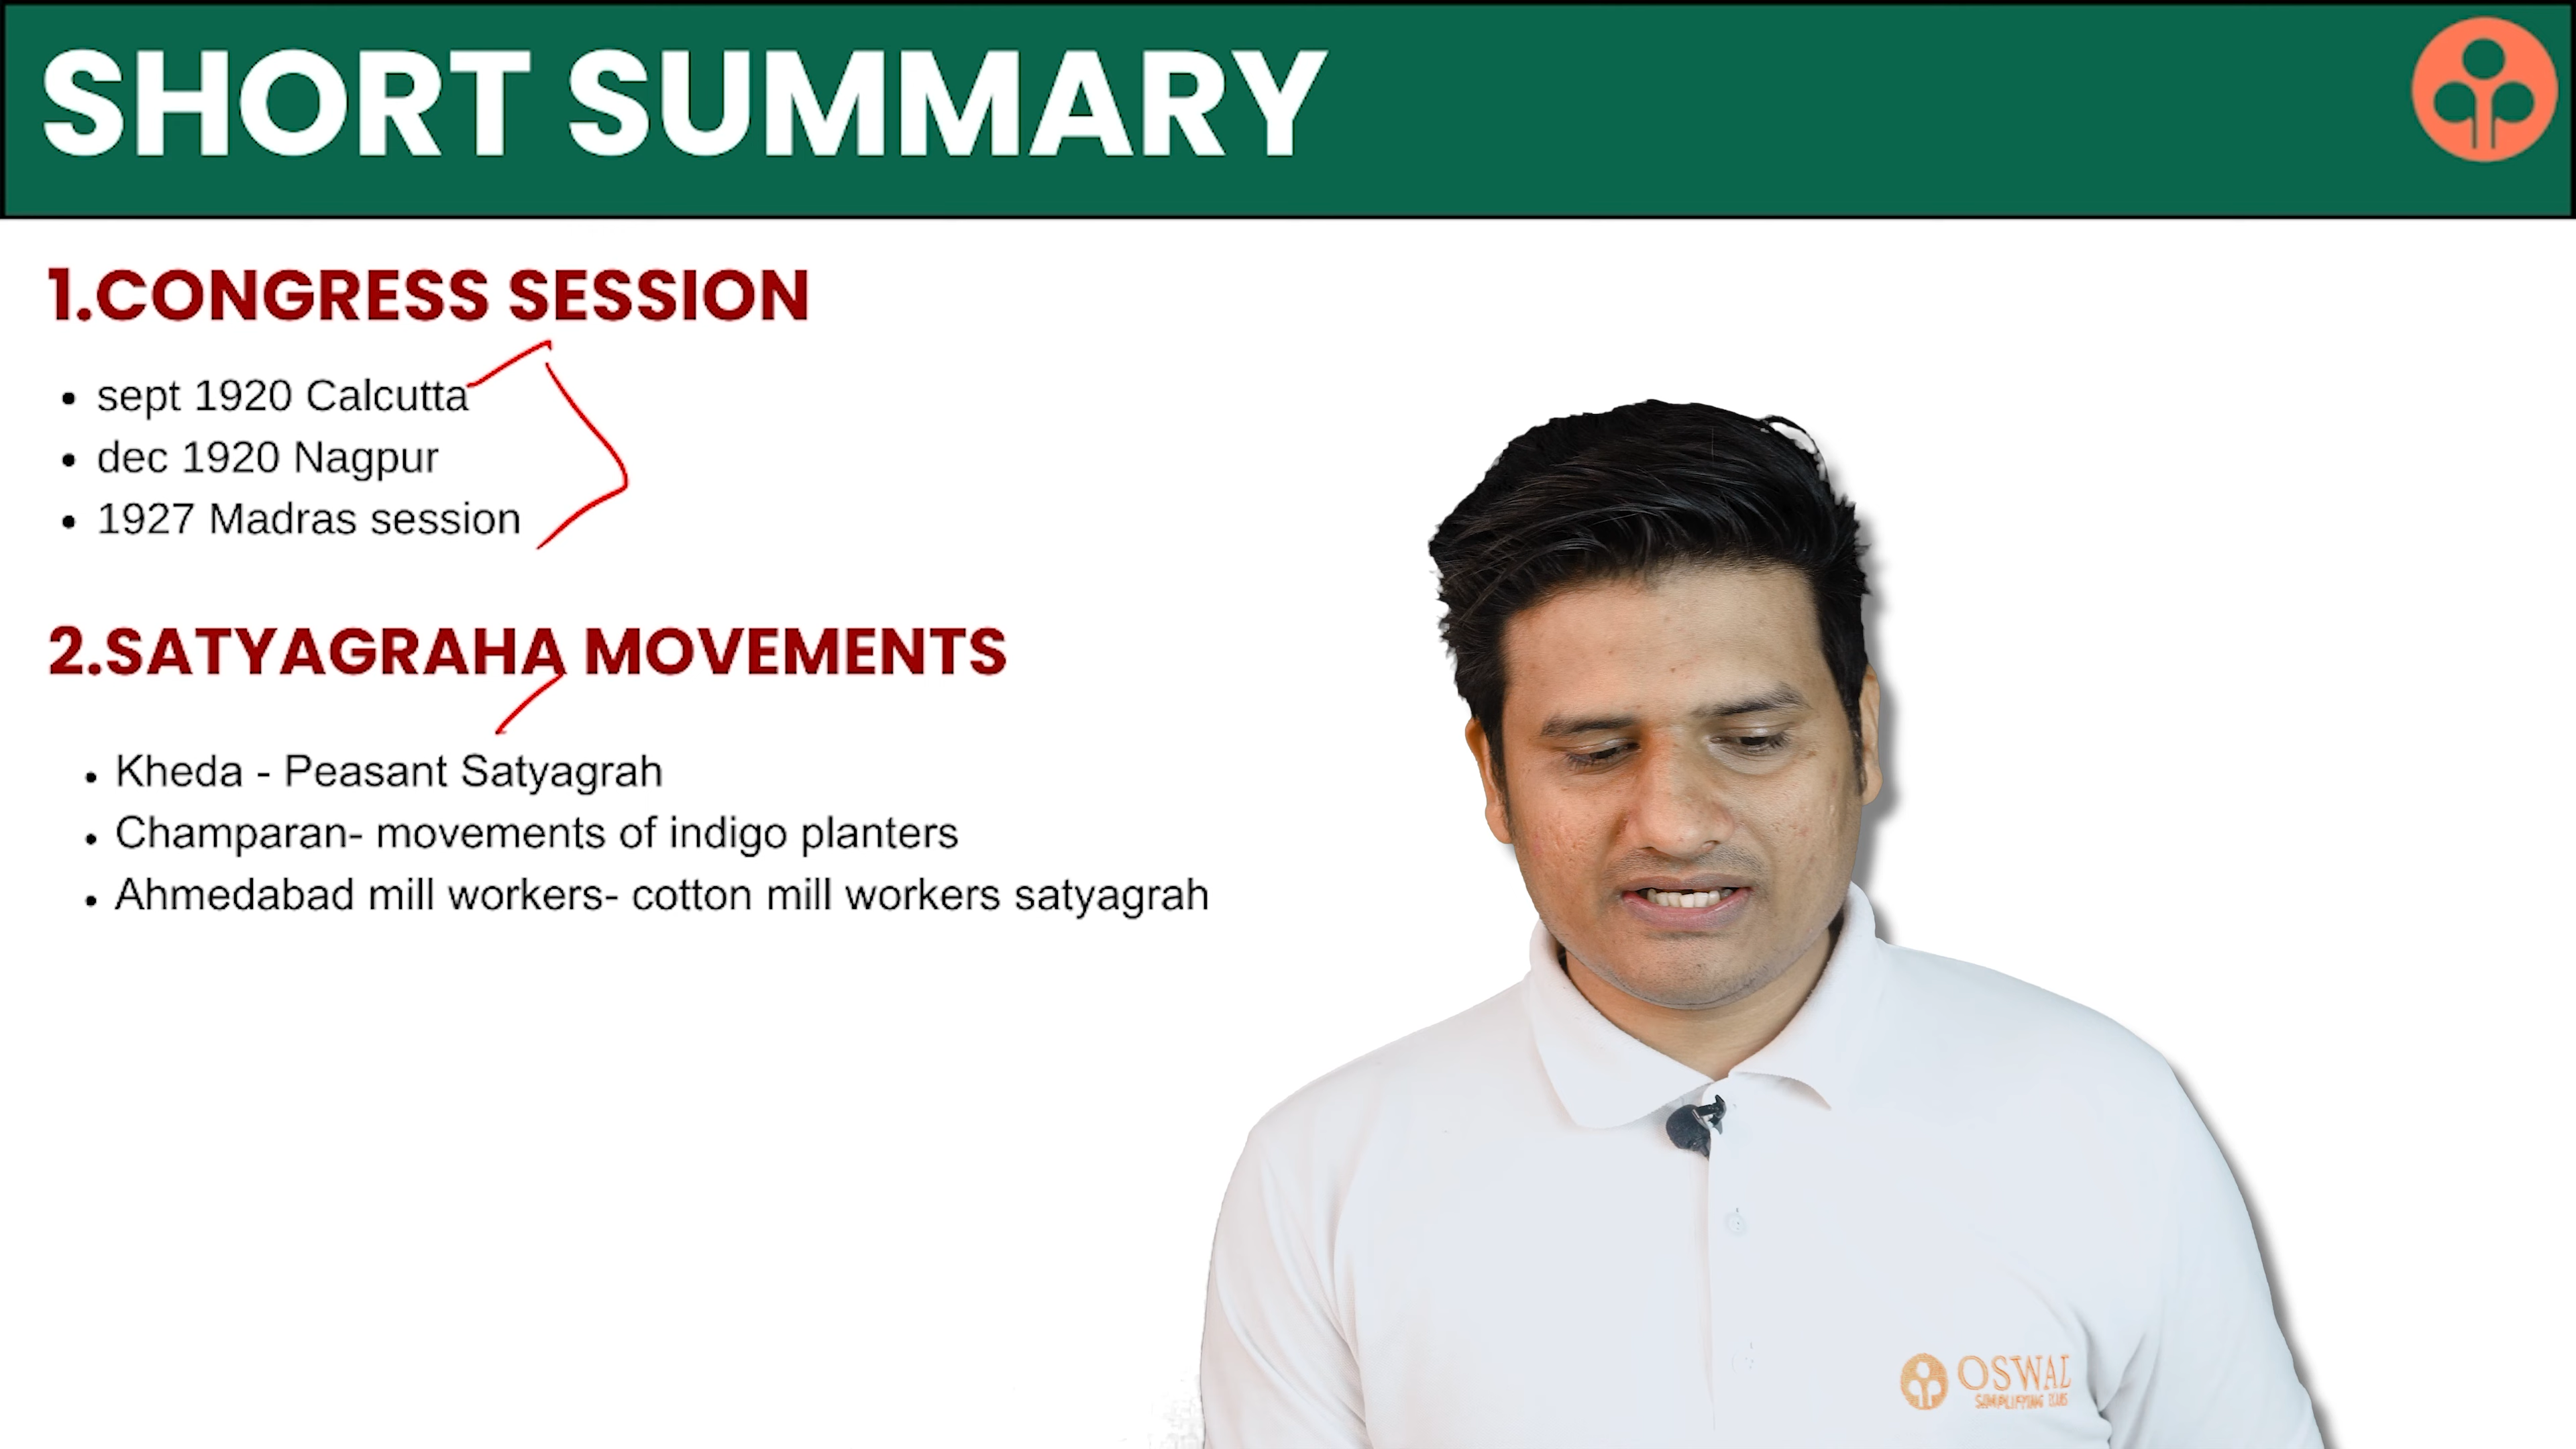 SHORT SUMMARY
1.CONGRESS SESSION
• sept 1920 Calcutta
• dec 1920 Nagpur
• 1927 Madras session
2.SATYAGRAHA MOVEMENTS
• Kheda - Peasant Satyagrah
• Champaran- movements of indigo planters
• Ahmedabad mill workers- cotton mill workers satyagrah
OSWAL